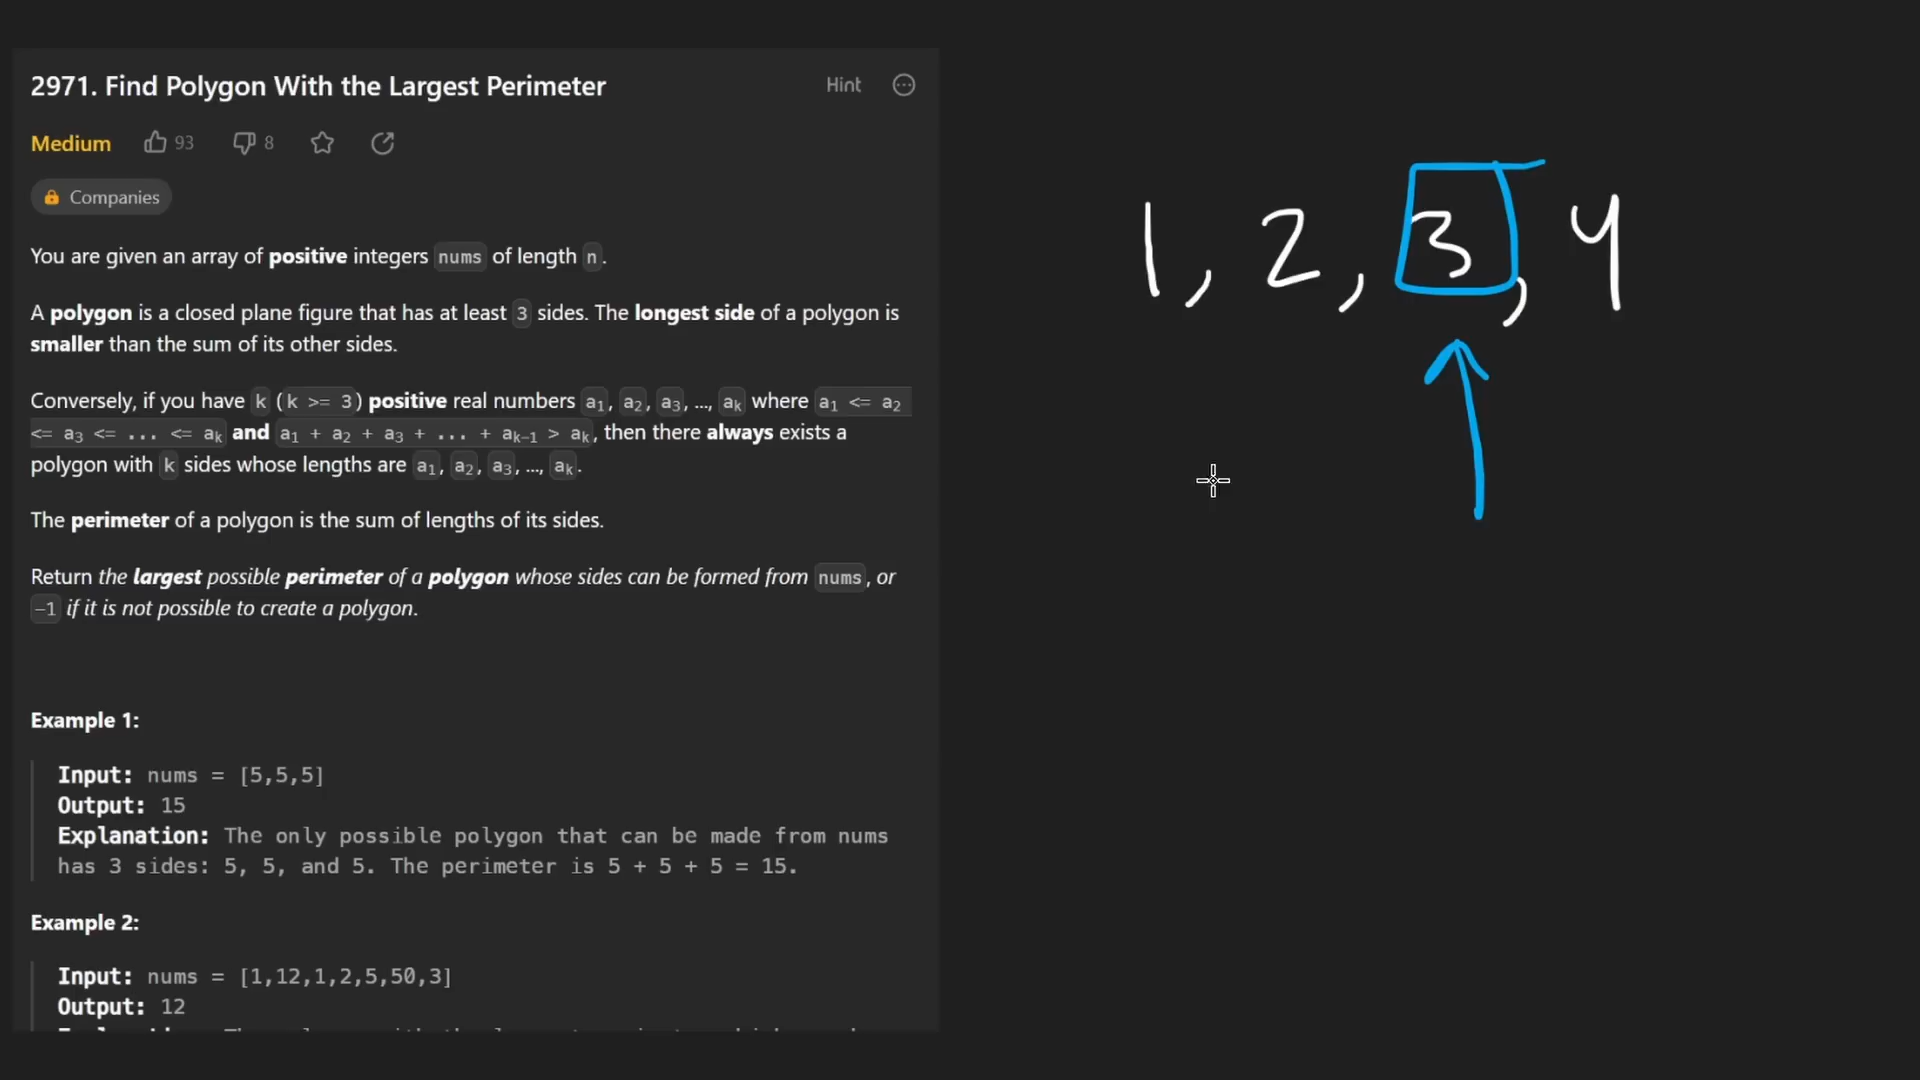 2971. Find Polygon With the Largest Perimeter
Hint
Medium 93 8
Companies
You are given an array of positive integers nums of length n.
A polygon is a closed plane figure that has at least 3 sides. The longest side of a polygon is
smaller than the sum of its other sides.
Conversely, if you have k (k >= 3) positive real numbers a₁, a₂, a₃, ..., aₖ where a₁ <= a₂
<= a₃ <= ... <= aₖ and a₁ + a₂ + a₃ + ... + aₖ₋₁ > aₖ, then there always exists a
polygon with k sides whose lengths are a₁, a₂, a₃, ..., aₖ.
The perimeter of a polygon is the sum of lengths of its sides.
Return the largest possible perimeter of a polygon whose sides can be formed from nums, or
−1 if it is not possible to create a polygon.
Example 1:
Input: nums = [5,5,5]
Output: 15
Explanation: The only possible polygon that can be made from nums
has 3 sides: 5, 5, and 5. The perimeter is 5 + 5 + 5 = 15.
Example 2:
Input: nums = [1,12,1,2,5,50,3]
Output: 12
1, 2, 3, 4